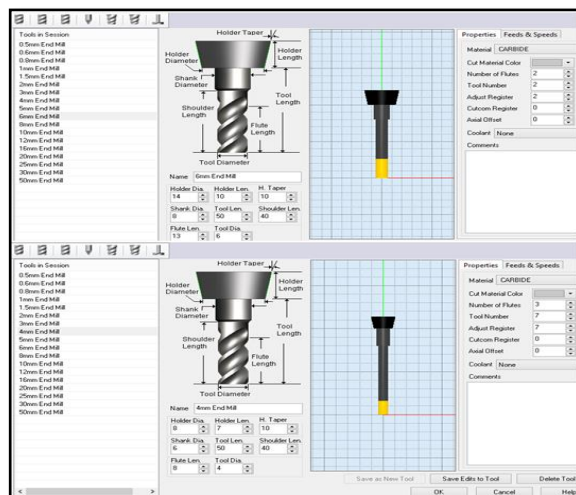 Tools in Session
0.5mm End Mill
0.6mm End Mill
0.8mm End Mill
1mm End Mill
1.5mm End Mill
2mm End Mill
3mm End Mill
4mm End Mill
5mm End Mill
6mm End Mill
8mm End Mill
10mm End Mill
12mm End Mill
16mm End Mill
20mm End Mill
25mm End Mill
30mm End Mill
50mm End Mill
Holder Taper
Holder Diameter
Holder Length
Shank Diameter
Shoulder Length
Tool Length
Flute Length
Tool Diameter
Name 6mm End Mill
Holder Dia. Holder Len. H. Taper
14 10 10
Shank Dia. Tool Len. Shoulder Len.
8 50 40
Flute Len. Tool Dia.
13 6
Properties Feeds & Speeds
Material CARBIDE
Cut Material Color
Number of Flutes 2
Tool Number 2
Adjust Register 2
Cutcom Register 0
Axial Offset 0
Coolant None
Comments
Tools in Session
0.5mm End Mill
0.6mm End Mill
0.8mm End Mill
1mm End Mill
1.5mm End Mill
2mm End Mill
3mm End Mill
4mm End Mill
5mm End Mill
6mm End Mill
8mm End Mill
10mm End Mill
12mm End Mill
16mm End Mill
20mm End Mill
25mm End Mill
30mm End Mill
50mm End Mill
Holder Taper
Holder Diameter
Holder Length
Shank Diameter
Shoulder Length
Tool Length
Flute Length
Tool Diameter
Name 4mm End Mill
Holder Dia. Holder Len. H. Taper
8 7 10
Shank Dia. Tool Len. Shoulder Len.
6 50 40
Flute Len. Tool Dia.
8 4
Properties Feeds & Speeds
Material CARBIDE
Cut Material Color
Number of Flutes 3
Tool Number 7
Adjust Register 7
Cutcom Register 0
Axial Offset 0
Coolant None
Comments
Save as New Tool Save Edits to Tool Delete Tool
OK Cancel Help